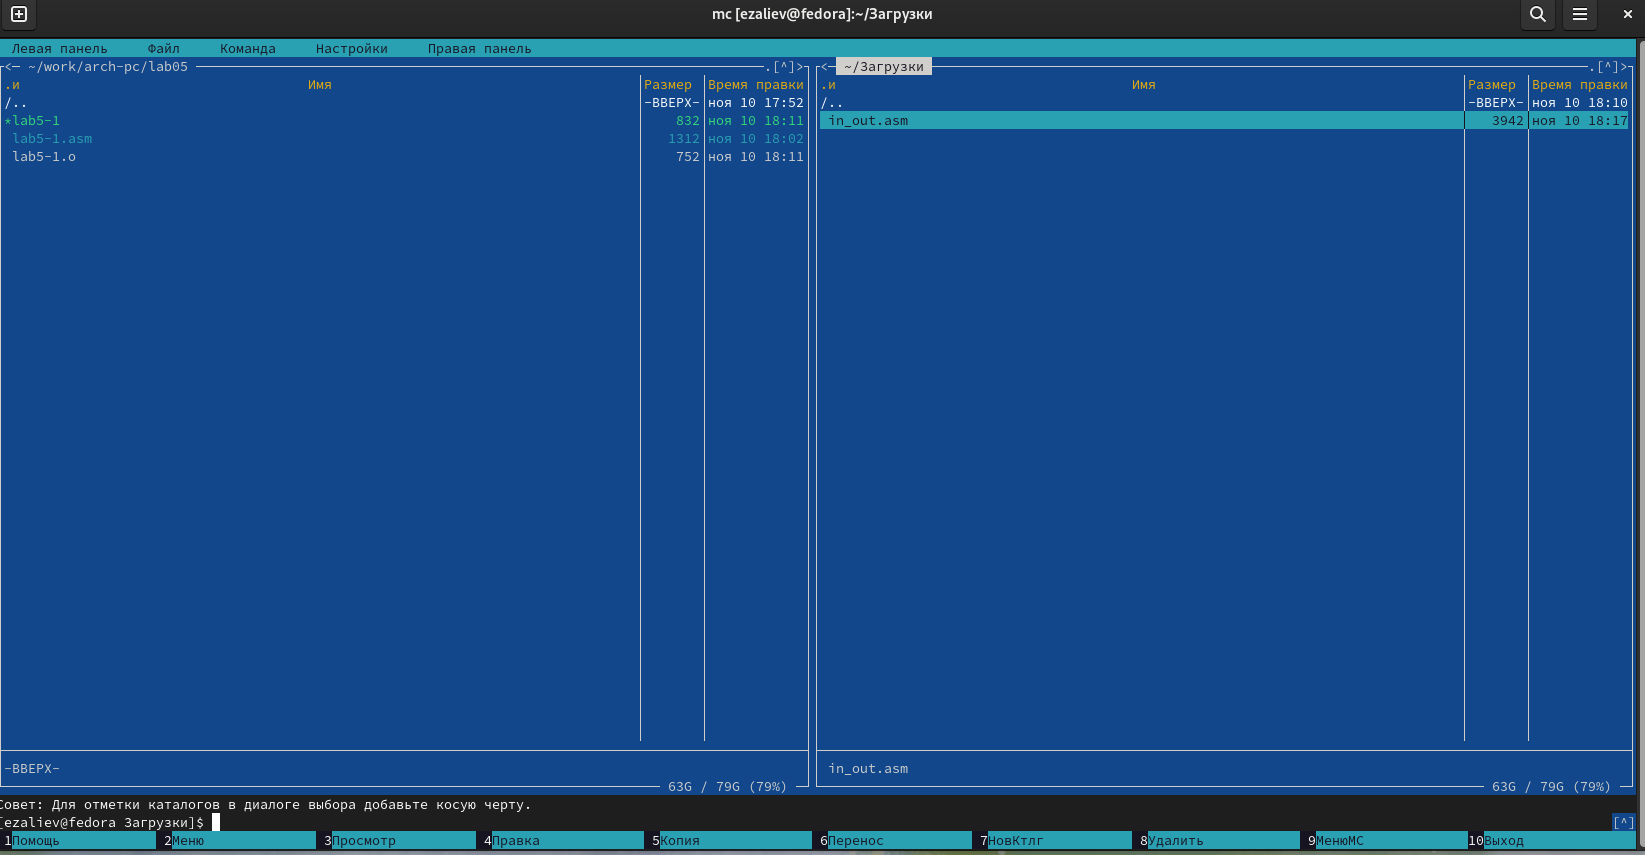 mc [ezaliev@fedora]:~/Загрузки
Левая панель Файл Команда Настройки Правая панель
<— ~/work/arch-pc/lab05 .[^]> <— ~/Загрузки .[^]>
.и Имя Размер Время правки .и Имя Размер Время правки
/.. -ВВЕРХ- ноя 10 17:52 /.. -ВВЕРХ- ноя 10 18:10
*lab5-1 832 ноя 10 18:11 in_out.asm 3942 ноя 10 18:17
lab5-1.asm 1312 ноя 10 18:02
lab5-1.o 752 ноя 10 18:11
-ВВЕРХ- in_out.asm
63G / 79G (79%) 63G / 79G (79%)
Совет: Для отметки каталогов в диалоге выбора добавьте косую черту.
[ezaliev@fedora Загрузки]$ [^]
1Помощь 2Меню 3Просмотр 4Правка 5Копия 6Перенос 7НовКтлг 8Удалить 9МенюМС 10Выход